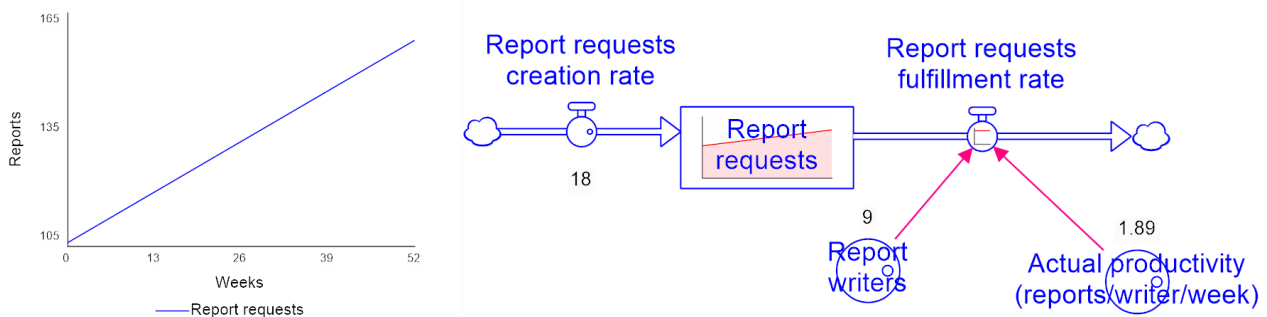 165
135
105
0
13
26
39
52
Reports
Weeks
Report requests
Report requests
creation rate
18
Report
requests
Report requests
fulfillment rate
9
Report
writers
1.89
Actual productivity
(reports/writer/week)